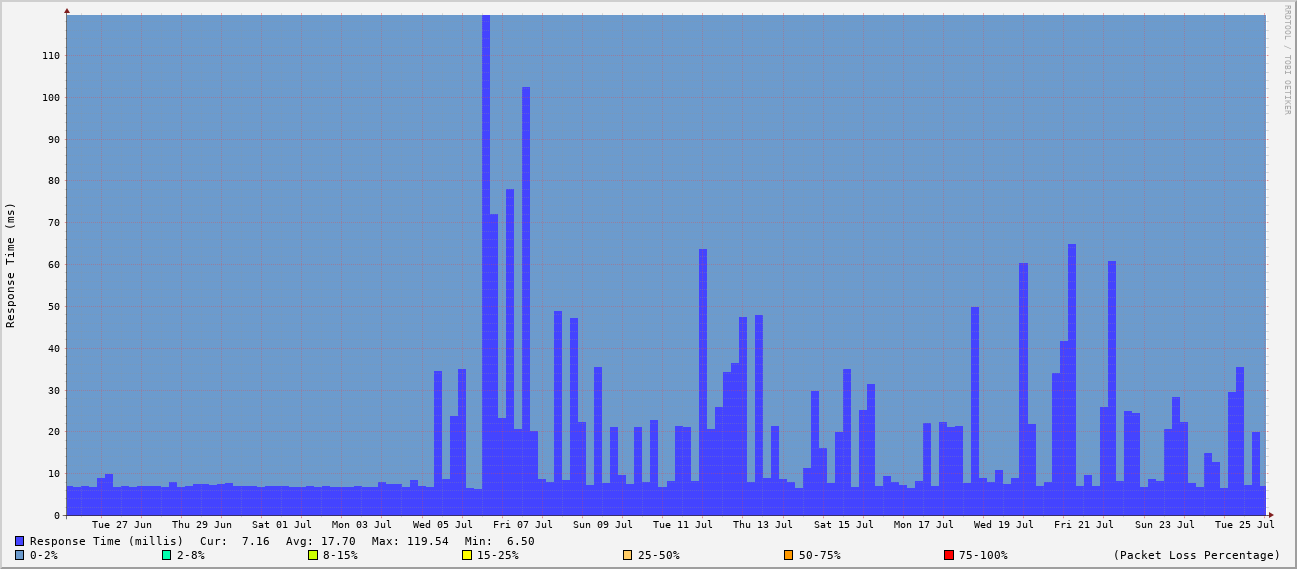 RRDTOOL / TOBI OETIKER
Response Time (ms)
110
100
90
80
70
60
50
40
30
20
10
0
Tue 27 Jun Thu 29 Jun Sat 01 Jul Mon 03 Jul Wed 05 Jul Fri 07 Jul Sun 09 Jul Tue 11 Jul Thu 13 Jul Sat 15 Jul Mon 17 Jul Wed 19 Jul Fri 21 Jul Sun 23 Jul Tue 25 Jul
Response Time (millis) Cur: 7.16 Avg: 17.70 Max: 119.54 Min: 6.50
0-2% 2-8% 8-15% 15-25% 25-50% 50-75% 75-100% (Packet Loss Percentage)